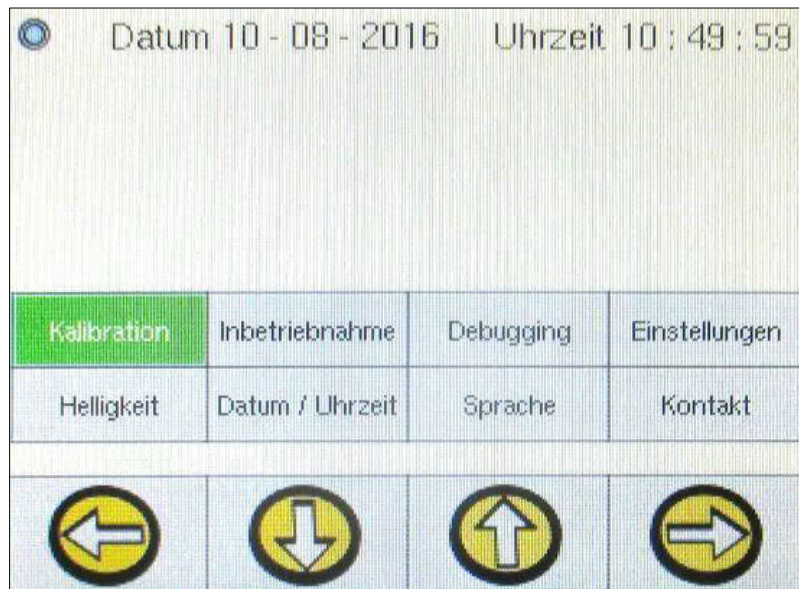 Datum 10 - 08 - 2016 Uhrzeit 10 : 49 : 59
Kalibration Inbetriebnahme Debugging Einstellungen
Helligkeit Datum / Uhrzeit Sprache Kontakt